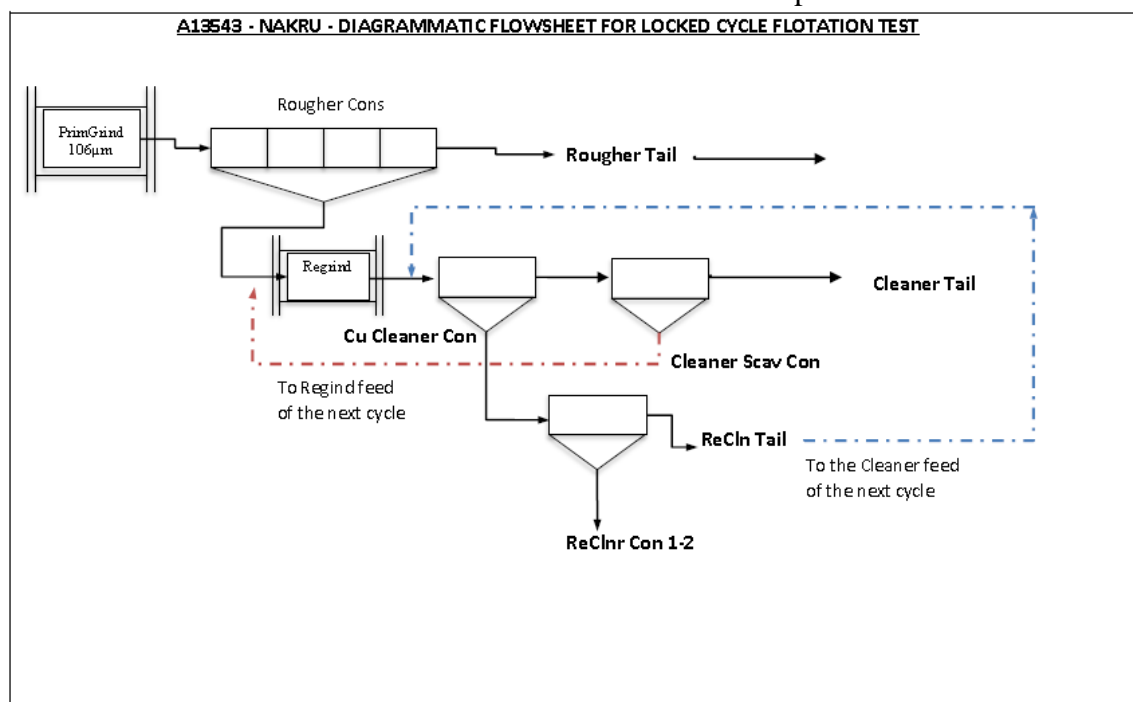 A13543 - NAKRU - DIAGRAMMATIC FLOWSHEET FOR LOCKED CYCLE FLOTATION TEST
Rougher Cons
PrimGrind
106µm
Rougher Tail
Regrind
Cleaner Tail
Cu Cleaner Con
Cleaner Scav Con
To Regind feed
of the next cycle
ReCln Tail
To the Cleaner feed
of the next cycle
ReClnr Con 1-2